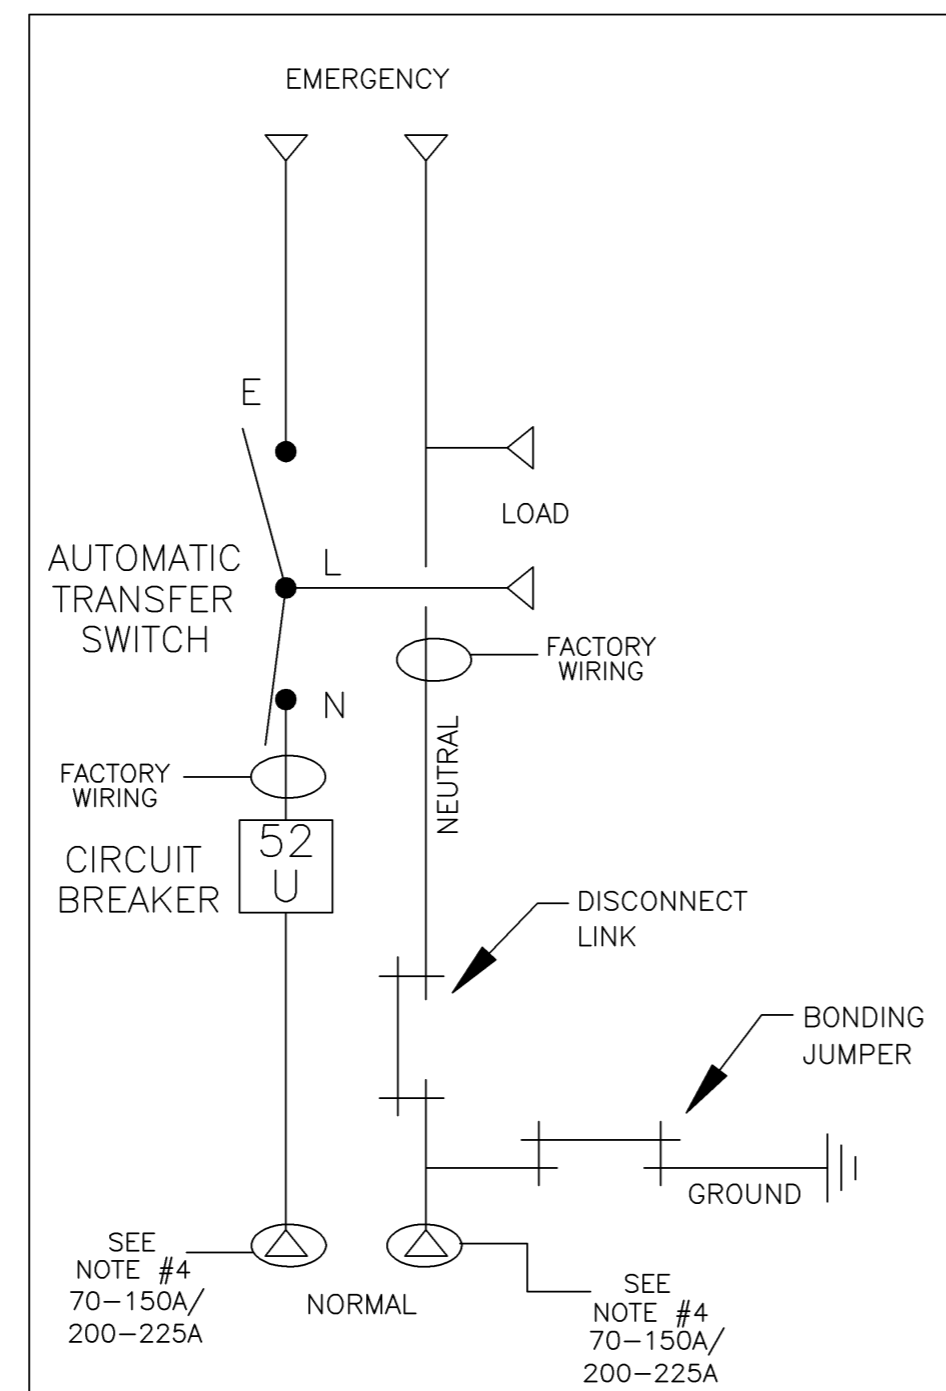 EMERGENCY
E
LOAD
AUTOMATIC
TRANSFER
SWITCH
L
FACTORY
WIRING
N
NEUTRAL
FACTORY
WIRING
52
U
CIRCUIT
BREAKER
DISCONNECT
LINK
BONDING
JUMPER
GROUND
SEE
NOTE #4
70-150A/
200-225A
NORMAL
SEE
NOTE #4
70-150A/
200-225A